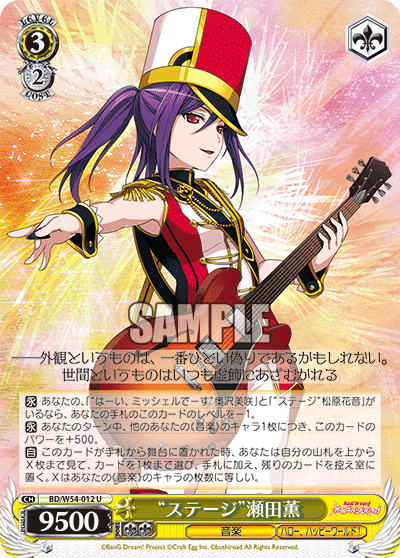 LEVEL
3
2
COST
SAMPLE
――外観というものは、一番ひどい偽りであるかもしれない。
世間というものはいつも虚飾にあざむかれる
永 あなたの、「はーい、ミッシェルでーす”奥沢美咲」と「“ステージ”松原花音」が
いるなら、あなたの手札のこのカードのレベルを－1。
永 あなたのターン中、他のあなたの《音楽》のキャラ1枚につき、このカードの
パワーを＋500。
自 このカードが手札から舞台に置かれた時、あなたは自分の山札を上から
X枚まで見て、カードを1枚まで選び、手札に加え、残りのカードを控え室に
置く。Xはあなたの《音楽》のキャラの枚数に等しい。
CH
BD/W54-012 U
9500
“ステージ”瀬田薫
音楽
ハロー、ハッピーワールド！
BanG Dream!
©BanG Dream! Project ©Craft Egg Inc. ©bushiroad All Rights Reserved.